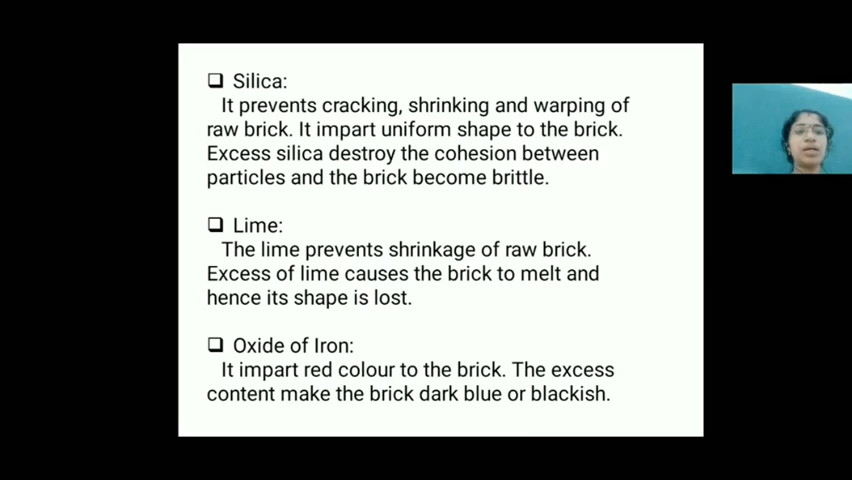 ❑ Silica:
It prevents cracking, shrinking and warping of
raw brick. It impart uniform shape to the brick.
Excess silica destroy the cohesion between
particles and the brick become brittle.
❑ Lime:
The lime prevents shrinkage of raw brick.
Excess of lime causes the brick to melt and
hence its shape is lost.
❑ Oxide of Iron:
It impart red colour to the brick. The excess
content make the brick dark blue or blackish.